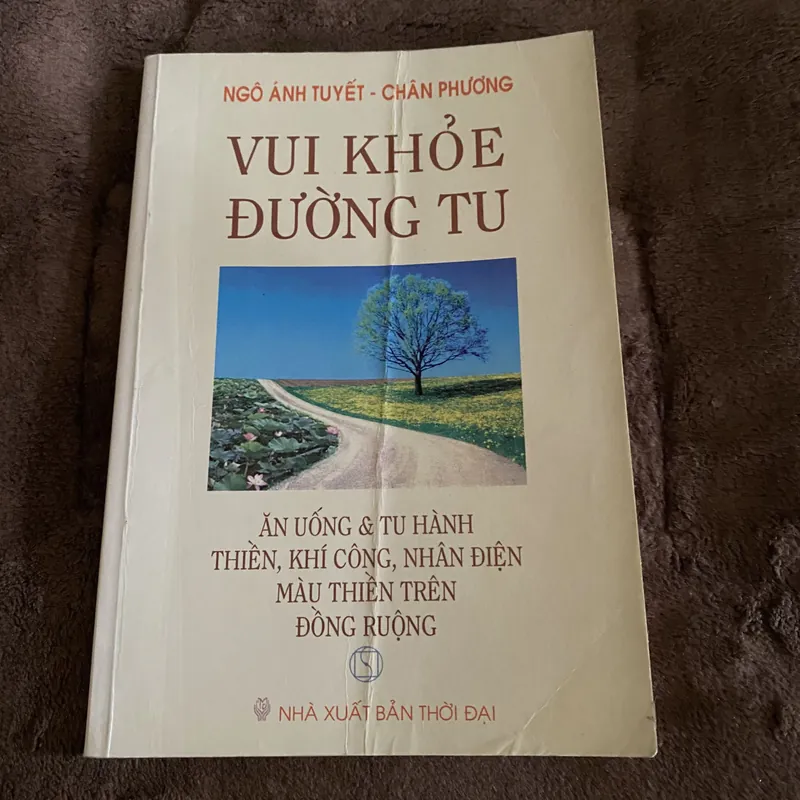 NGÔ ÁNH TUYẾT - CHÂN PHƯƠNG
VUI KHỎE
ĐƯỜNG TU
ĂN UỐNG & TU HÀNH
THIỀN, KHÍ CÔNG, NHÂN ĐIỆN
MÀU THIỀN TRÊN
ĐỒNG RUỘNG
NHÀ XUẤT BẢN THỜI ĐẠI